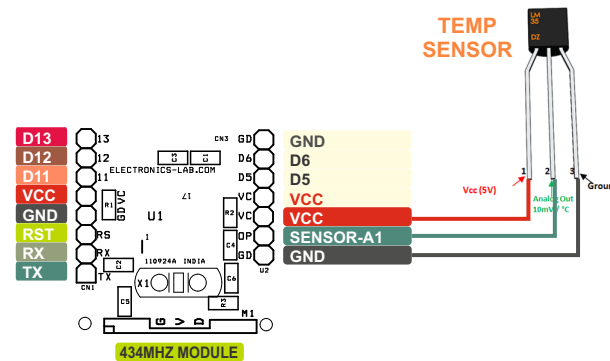 TEMP
SENSOR
LM
35
DZ
1 2 3
Vcc (5V)
Analog Out
10mV/ °C
Groun
D13
D12
D11
VCC
GND
RST
RX
TX
13
12
11
GD VC
RS
RX
TX
CN1
C3 C1
CN3
ELECTRONICS-LAB.COM
R1
U1
1
C2
110924A INDIA
X1
C5
R2
C4
C6
R3
GD
D6
D5
VC
VC
OP
GD
U2
G V D
M1
GND
D6
D5
VCC
VCC
SENSOR-A1
GND
434MHZ MODULE